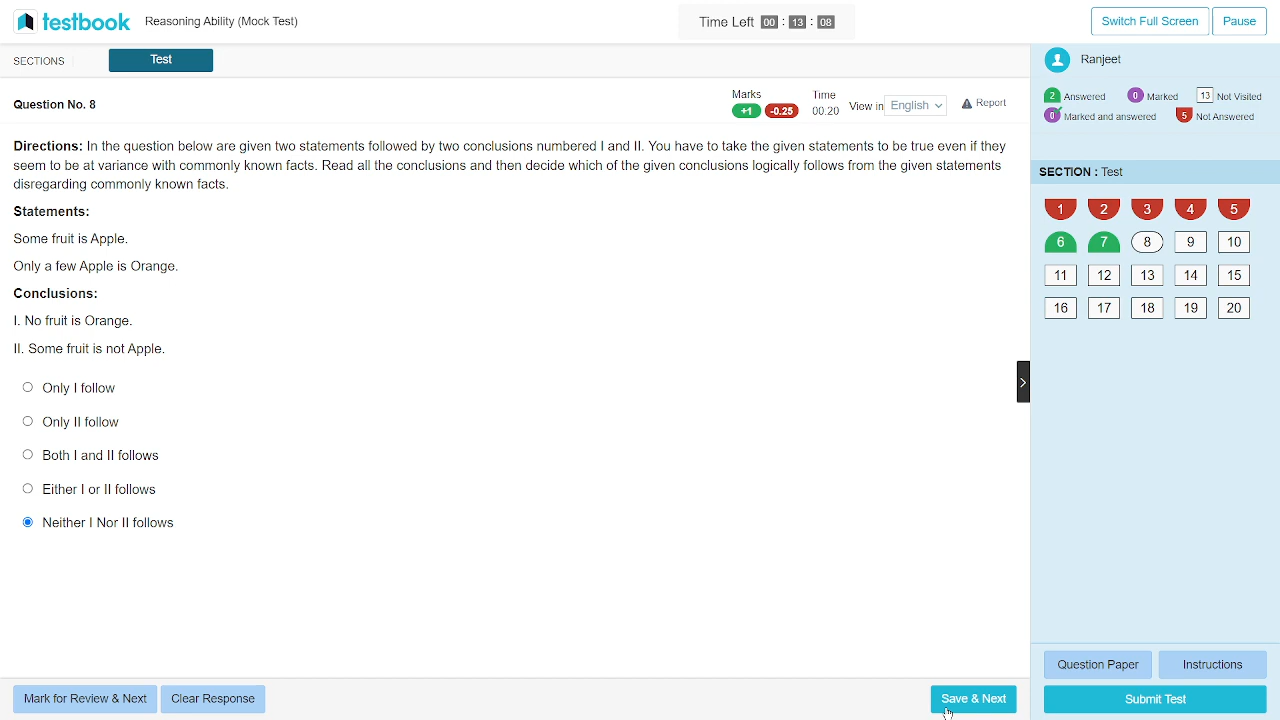 testbook Reasoning Ability (Mock Test) Time Left 00 : 13 : 08 Switch Full Screen Pause
SECTIONS Test
Ranjeet
2 Answered 0 Marked 13 Not Visited
0 Marked and answered 5 Not Answered
Question No. 8 Marks +1 -0.25 Time 00:20 View in English Report
Directions: In the question below are given two statements followed by two conclusions numbered I and II. You have to take the given statements to be true even if they
seem to be at variance with commonly known facts. Read all the conclusions and then decide which of the given conclusions logically follows from the given statements
disregarding commonly known facts.
Statements:
Some fruit is Apple.
Only a few Apple is Orange.
Conclusions:
I. No fruit is Orange.
II. Some fruit is not Apple.
Only I follow
Only II follow
Both I and II follows
Either I or II follows
Neither I Nor II follows
Mark for Review & Next Clear Response Save & Next
SECTION : Test
1 2 3 4 5
6 7 8 9 10
11 12 13 14 15
16 17 18 19 20
Question Paper Instructions
Submit Test